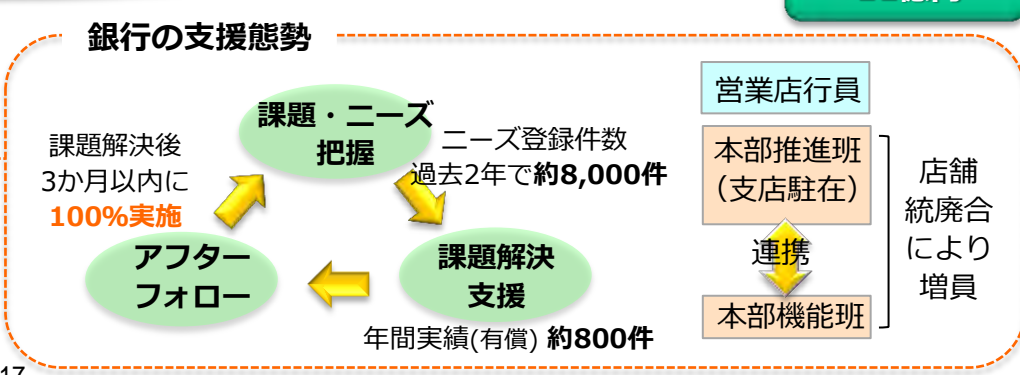 銀行の支援態勢
課題・ニーズ
把握
課題解決後
3か月以内に
100%実施
ニーズ登録件数
過去2年で約8,000件
アフター
フォロー
課題解決
支援
年間実績(有償) 約800件
営業店行員
本部推進班
（支店駐在）
連携
本部機能班
店舗
統廃合
により
増員
17